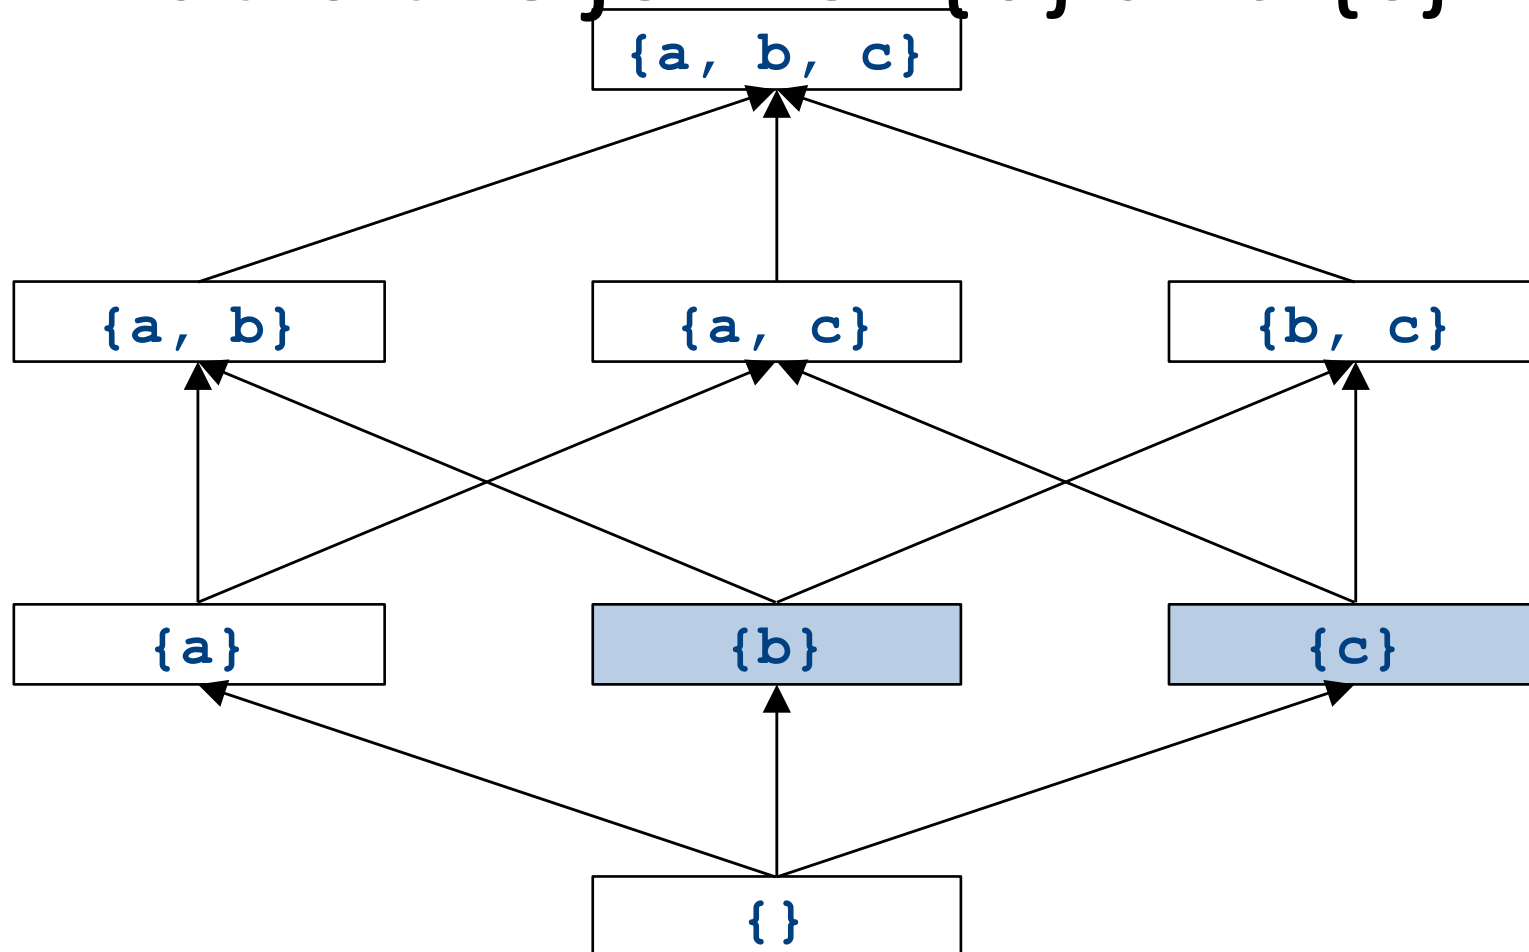 {a, b, c}
{a, b} {a, c} {b, c}
{a} {b} {c}
{}